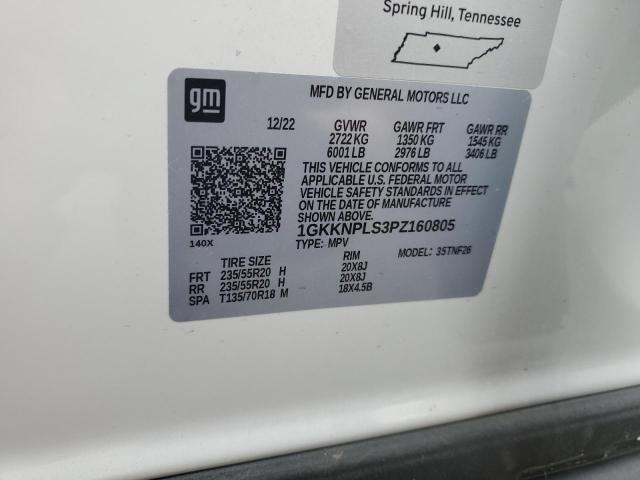 Spring Hill, Tennessee
gm
MFD BY GENERAL MOTORS LLC
12/22 GVWR GAWR FRT GAWR RR
2722 KG 1350 KG 1545 KG
6001 LB 2976 LB 3406 LB
THIS VEHICLE CONFORMS TO ALL
APPLICABLE U.S. FEDERAL MOTOR
VEHICLE SAFETY STANDARDS IN EFFECT
ON THE DATE OF MANUFACTURE
SHOWN ABOVE.
1GKKNPLS3PZ160805
140X
TYPE: MPV MODEL: 35TNF26
TIRE SIZE RIM
FRT 235/55R20 H 20X8J
RR 235/55R20 H 20X8J
SPA T135/70R18 M 18X4.5B